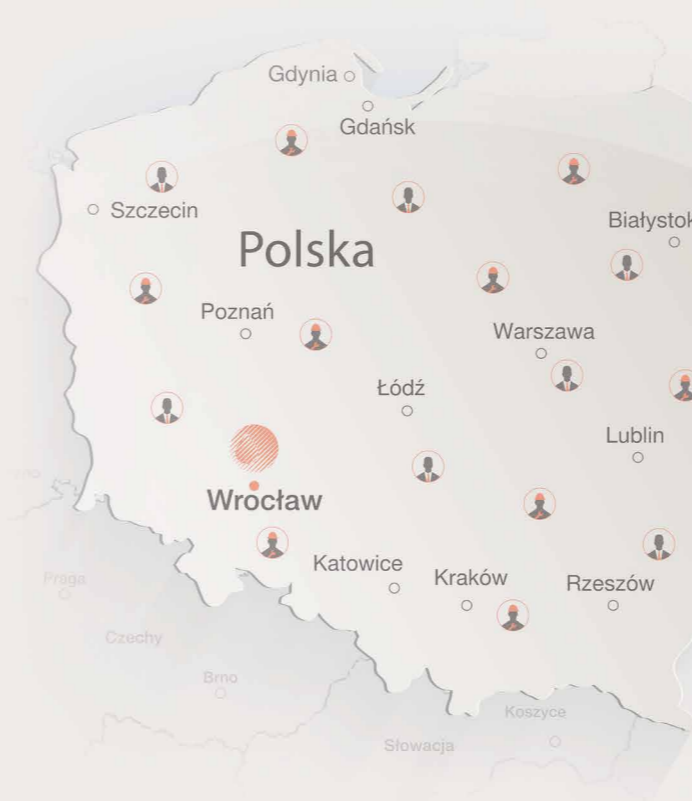 Gdynia
Gdańsk
Szczecin
Białystok
Polska
Poznań
Warszawa
Łódź
Lublin
Wrocław
Katowice
Kraków
Rzeszów
Praga
Czechy
Brno
Koszyce
Słowacja